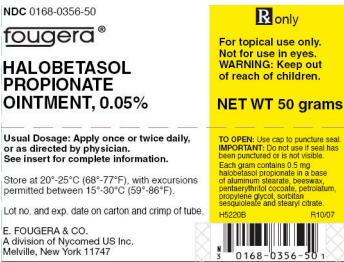 NDC 0168-0356-50
fougera®
HALOBETASOL
PROPIONATE
OINTMENT, 0.05%
Usual Dosage: Apply once or twice daily,
or as directed by physician.
See insert for complete information.
Store at 20°-25°C (68°-77°F), with excursions
permitted between 15°-30°C (59°-86°F).
Lot no. and exp. date on carton and crimp of tube.
E. FOUGERA & CO.
A division of Nycomed US Inc.
Melville, New York 11747
Rx only
For topical use only.
Not for use in eyes.
WARNING: Keep out
of reach of children.
NET WT 50 grams
TO OPEN: Use cap to puncture seal.
IMPORTANT: Do not use if seal has
been punctured or is not visible.
Each gram contains 0.5 mg
halobetasol propionate in a base
of aluminum stearate, beeswax,
pentaerythritol cocoate, petrolatum,
propylene glycol, sorbitan
sesquioleate and stearyl citrate.
H5220B R10/07
N 3 0168-0356-50 1